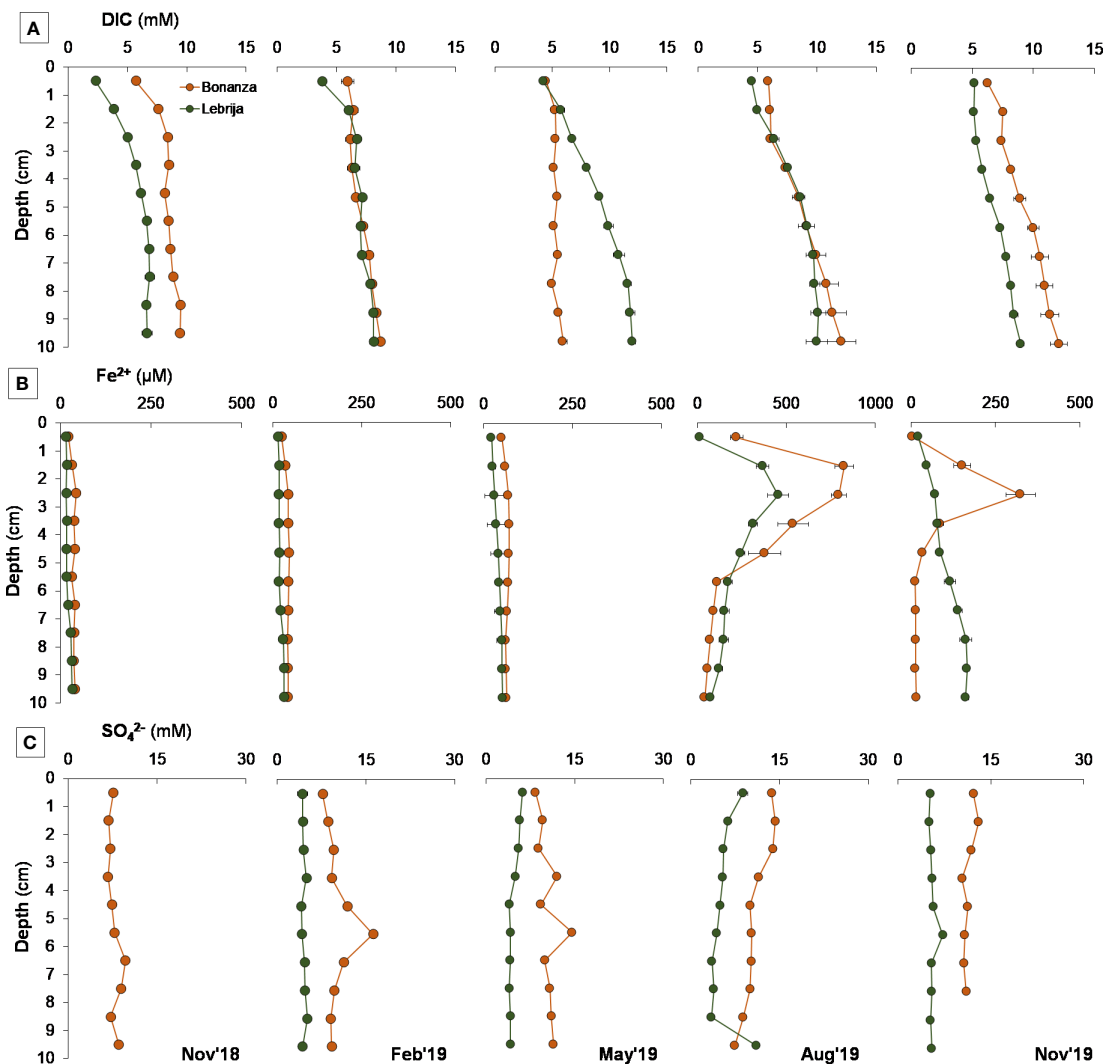 A DIC (mM)
0 5 10 15 0 5 10 15 0 5 10 15 0 5 10 15 0 5 10 15
Bonanza
Lebrija
Depth (cm)
0
1
2
3
4
5
6
7
8
9
10
B Fe²⁺ (µM)
0 250 500 0 250 500 0 250 500 0 500 1000 0 250 500
Depth (cm)
0
1
2
3
4
5
6
7
8
9
10
C SO₄²⁻ (mM)
0 15 30 0 15 30 0 15 30 0 15 30 0 15 30
Depth (cm)
0
1
2
3
4
5
6
7
8
9
10
Nov'18 Feb'19 May'19 Aug'19 Nov'19